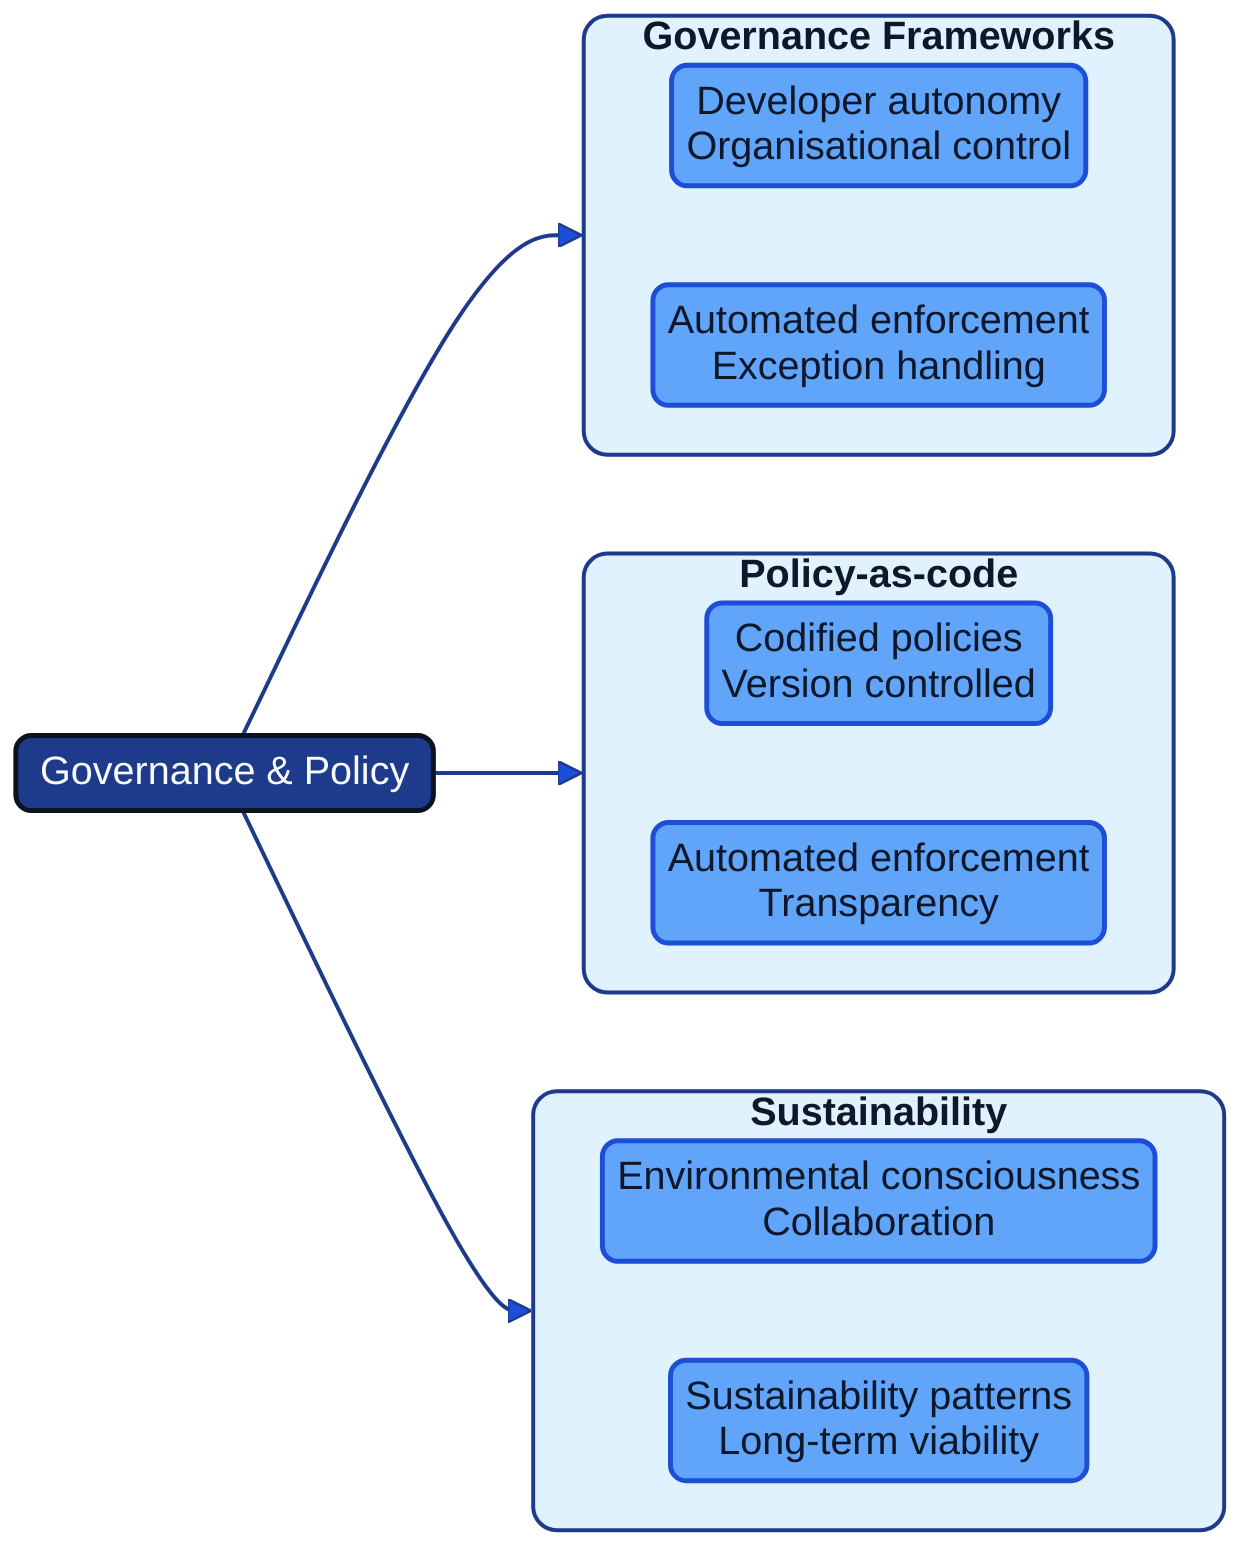 Governance Frameworks
Developer autonomy
Organisational control
Automated enforcement
Exception handling
Policy-as-code
Codified policies
Version controlled
Governance & Policy
Automated enforcement
Transparency
Sustainability
Environmental consciousness
Collaboration
Sustainability patterns
Long-term viability